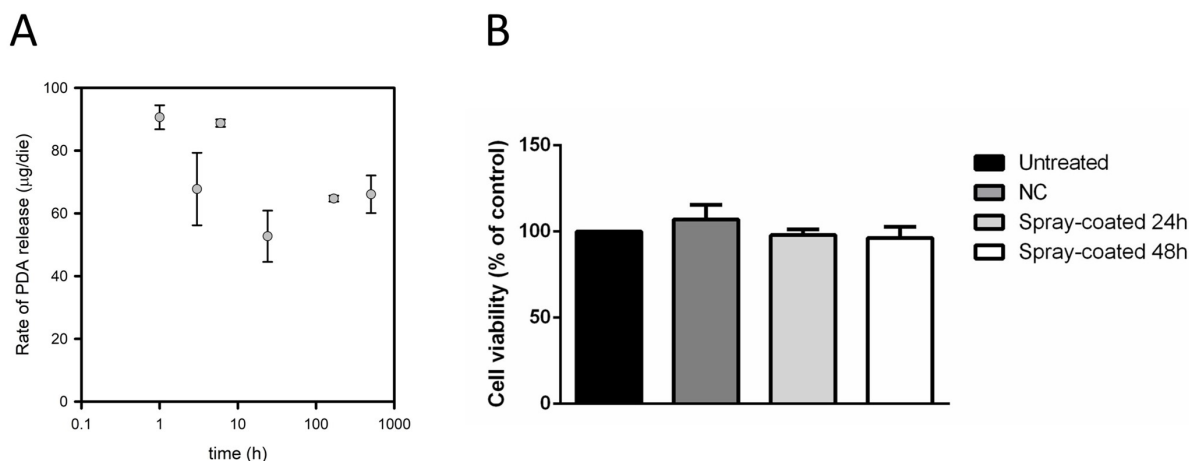 A
B
100
80
60
40
20
0
Rate of PDA release (µg/die)
0.1 1 10 100 1000
time (h)
150
100
50
0
Cell viability (% of control)
Untreated
NC
Spray-coated 24h
Spray-coated 48h